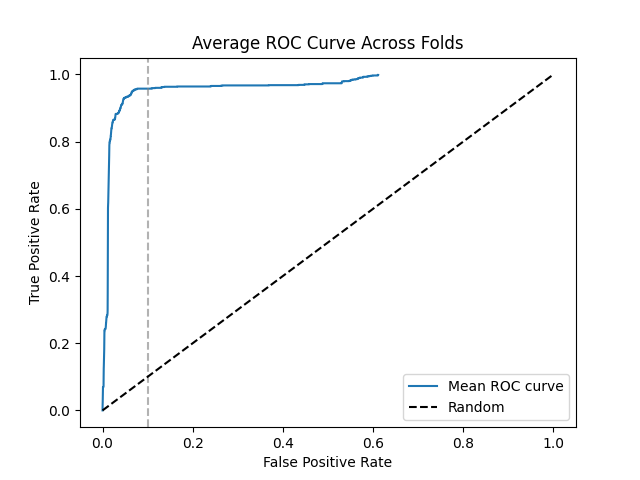 Average ROC Curve Across Folds
1.0
0.8
0.6
0.4
0.2
0.0
True Positive Rate
0.0 0.2 0.4 0.6 0.8 1.0
False Positive Rate
Mean ROC curve
Random